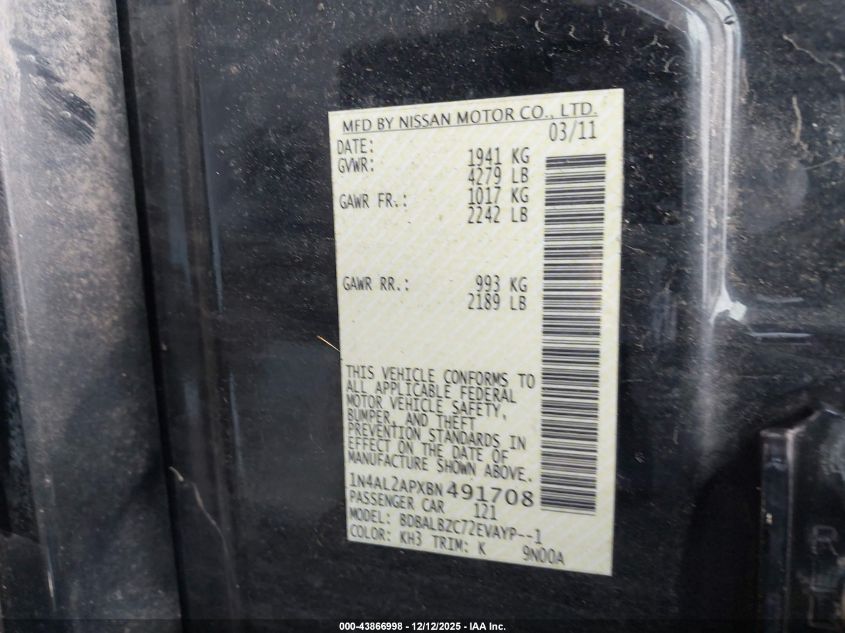 MFD BY NISSAN MOTOR CO., LTD.
DATE: 03/11
GVWR: 1941 KG
4279 LB
GAWR FR.: 1017 KG
2242 LB
GAWR RR.: 993 KG
2189 LB
THIS VEHICLE CONFORMS TO
ALL APPLICABLE FEDERAL
MOTOR VEHICLE SAFETY,
BUMPER, AND THEFT
PREVENTION STANDARDS IN
EFFECT ON THE DATE OF
MANUFACTURE SHOWN ABOVE.
1N4AL2APXBN491708
PASSENGER CAR 121
MODEL: BDBALBZC72EVAYP--1
COLOR: KH3 TRIM: K 9N00A
000-43866998 - 12/12/2025 - IAA Inc.